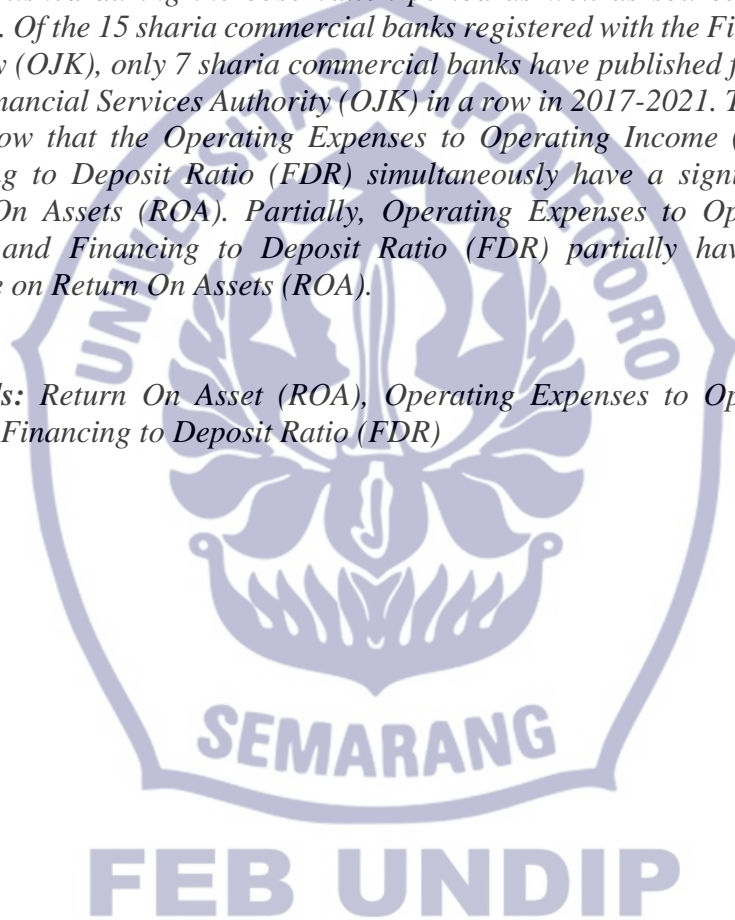 . Of the 15 sharia commercial banks registered with the Fi
y (OJK), only 7 sharia commercial banks have published f
nancial Services Authority (OJK) in a row in 2017-2021. T
ow that the Operating Expenses to Operating Income (
g to Deposit Ratio (FDR) simultaneously have a signi
On Assets (ROA). Partially, Operating Expenses to Op
and Financing to Deposit Ratio (FDR) partially hav
e on Return On Assets (ROA).
ds: Return On Asset (ROA), Operating Expenses to Op
Financing to Deposit Ratio (FDR)
UNIVERSITAS DIPONEGORO
SEMARANG
FEB UNDIP